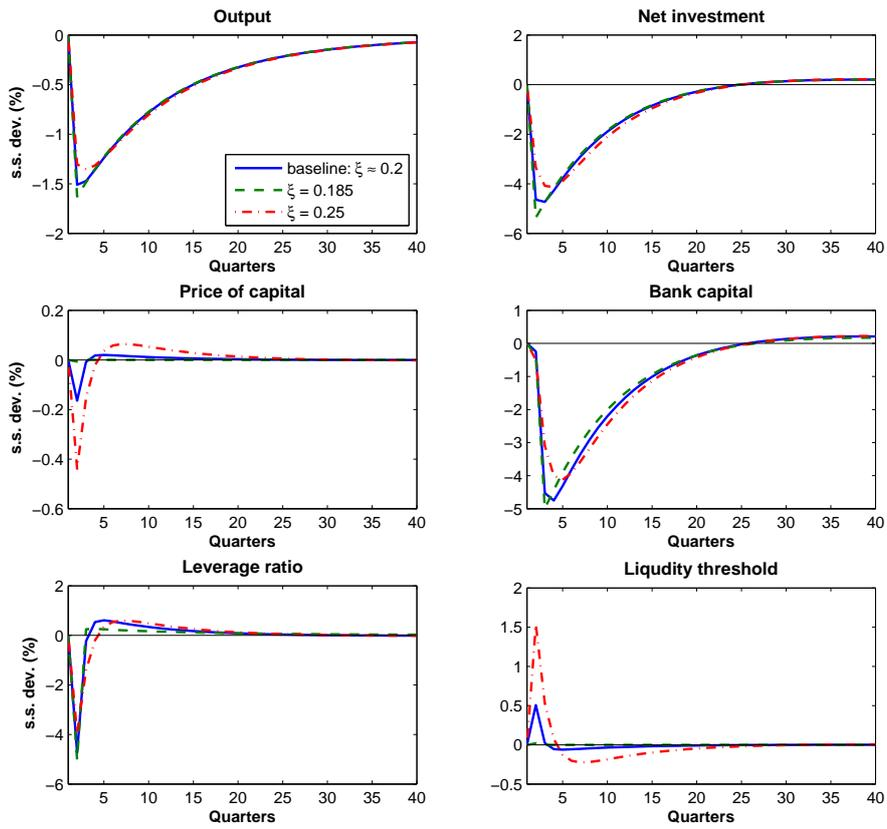 Output
0
−0.5
−1
−1.5
−2
s.s. dev. (%)
baseline: ξ ≈ 0.2
ξ = 0.185
ξ = 0.25
5 10 15 20 25 30 35 40
Quarters
Net investment
2
0
−2
−4
−6
5 10 15 20 25 30 35 40
Quarters
Price of capital
0.2
0
−0.2
−0.4
−0.6
s.s. dev. (%)
5 10 15 20 25 30 35 40
Quarters
Bank capital
1
0
−1
−2
−3
−4
−5
5 10 15 20 25 30 35 40
Quarters
Leverage ratio
2
0
−2
−4
−6
s.s. dev. (%)
5 10 15 20 25 30 35 40
Quarters
Liqudity threshold
2
1.5
1
0.5
0
−0.5
5 10 15 20 25 30 35 40
Quarters